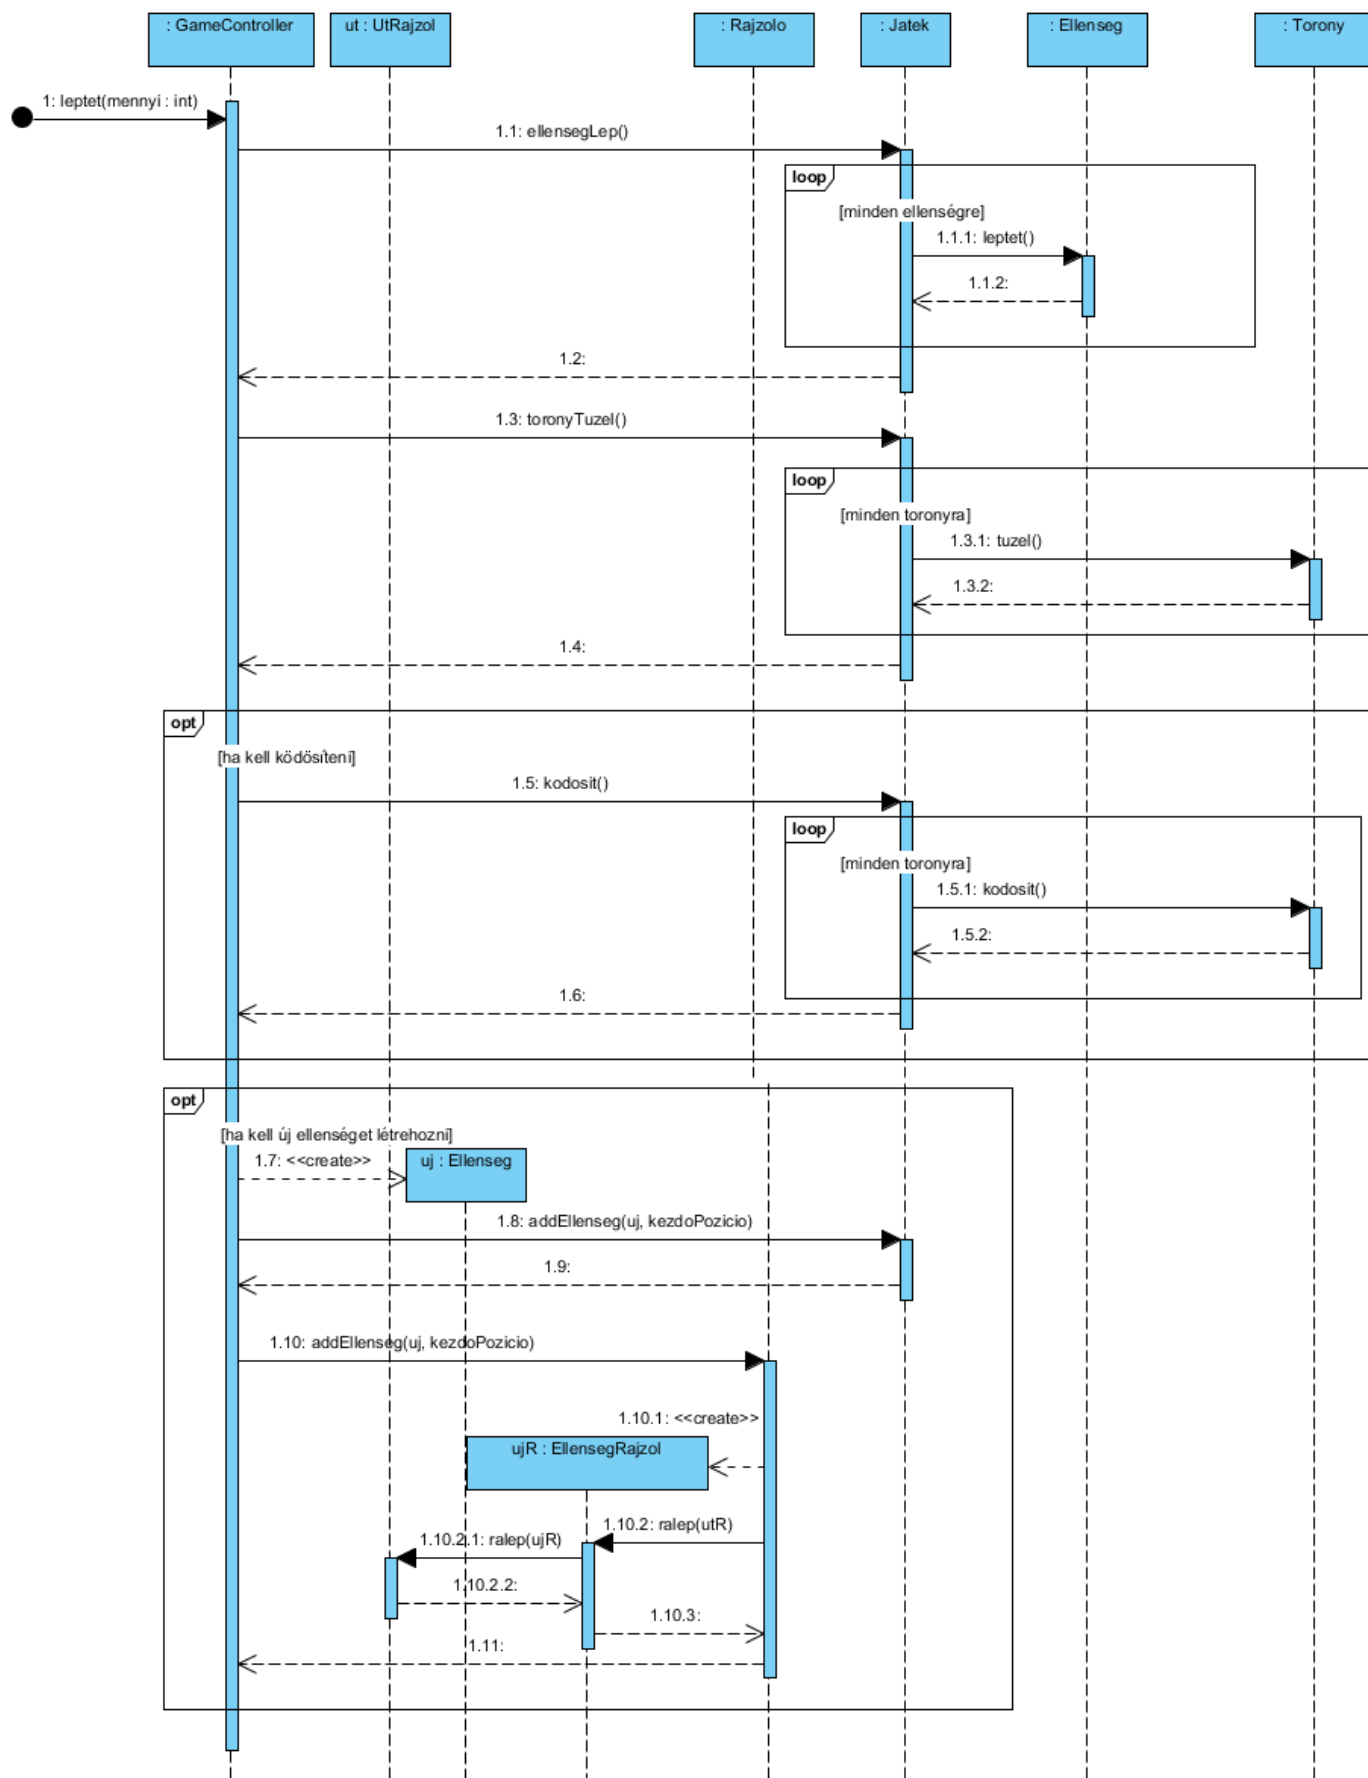 : GameController
ut : UtRajzol
: Rajzolo
: Jatek
: Ellenseg
: Torony
1: leptet(mennyi : int)
1.1: ellensegLep()
loop
[minden ellenségre]
1.1.1: leptet()
1.1.2:
1.2:
1.3: toronyTuzel()
loop
[minden toronyra]
1.3.1: tuzel()
1.3.2:
1.4:
opt
[ha kell ködösíteni]
1.5: kodosit()
loop
[minden toronyra]
1.5.1: kodosit()
1.5.2:
1.6:
opt
[ha kell új ellenséget létrehozni]
1.7: <<create>>
uj : Ellenseg
1.8: addEllenseg(uj, kezdoPozicio)
1.9:
1.10: addEllenseg(uj, kezdoPozicio)
1.10.1: <<create>>
ujR : EllensegRajzol
1.10.2: ralep(utR)
1.10.2.1: ralep(ujR)
1.10.2.2:
1.10.3:
1.11: